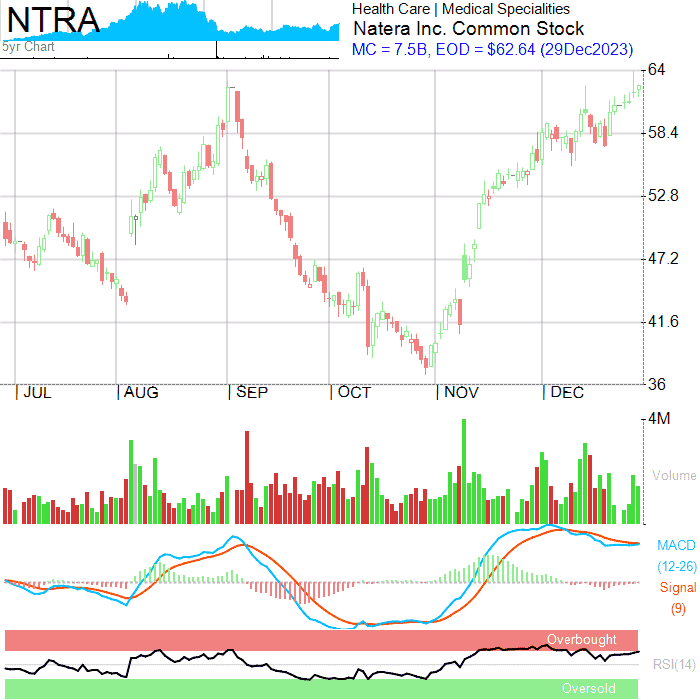 NTRA
5yr Chart
Health Care | Medical Specialities
Natera Inc. Common Stock
MC = 7.5B, EOD = $62.64 (29Dec2023)
64
58.4
52.8
47.2
41.6
36
| JUL | AUG | SEP | OCT | NOV | DEC
4M
Volume
MACD
(12-26)
Signal
(9)
Overbought
RSI(14)
Oversold